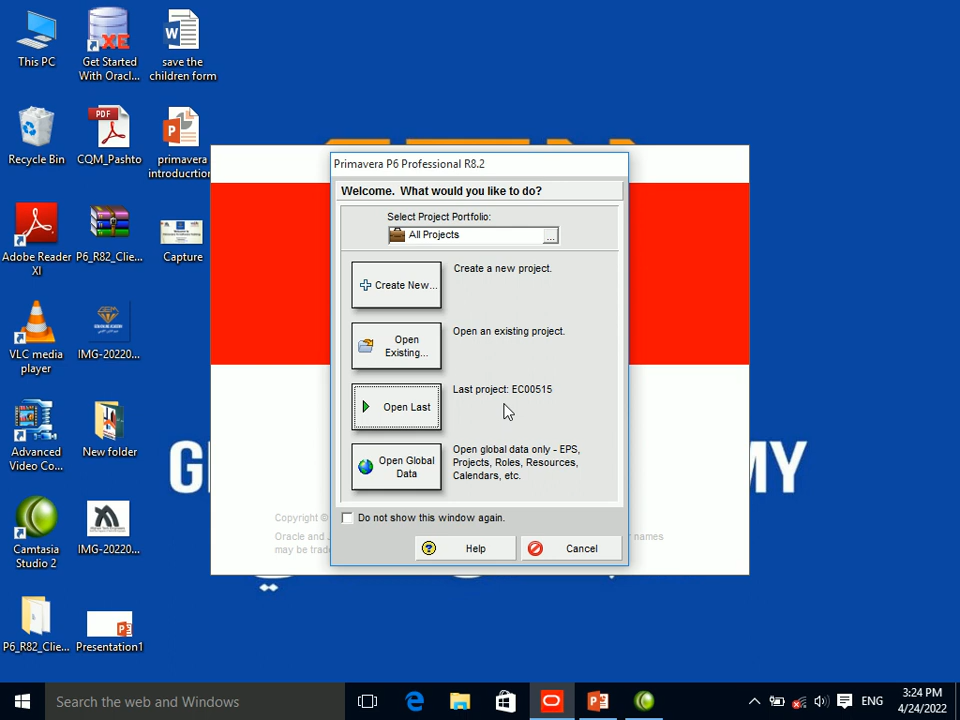 This PC
Get Started
With Oracl...
save the
children form
Recycle Bin
PDF
CQM_Pashto
primavera
introducrtion
Adobe Reader
XI
P6_R82_Clie...
Capture
VLC media
player
IMG-20220...
Advanced
Video Co...
New folder
Camtasia
Studio 2
IMG-20220...
P6_R82_Clie...
Presentation1
Primavera P6 Professional R8.2
Welcome. What would you like to do?
Select Project Portfolio:
All Projects
...
Create New...
Create a new project.
Open
Existing...
Open an existing project.
Open Last
Last project: EC00515
Open Global
Data
Open global data only - EPS,
Projects, Roles, Resources,
Calendars, etc.
Do not show this window again.
Help
Cancel
Copyright ©
Oracle and
names
may be trade
Search the web and Windows
ENG
3:24 PM
4/24/2022